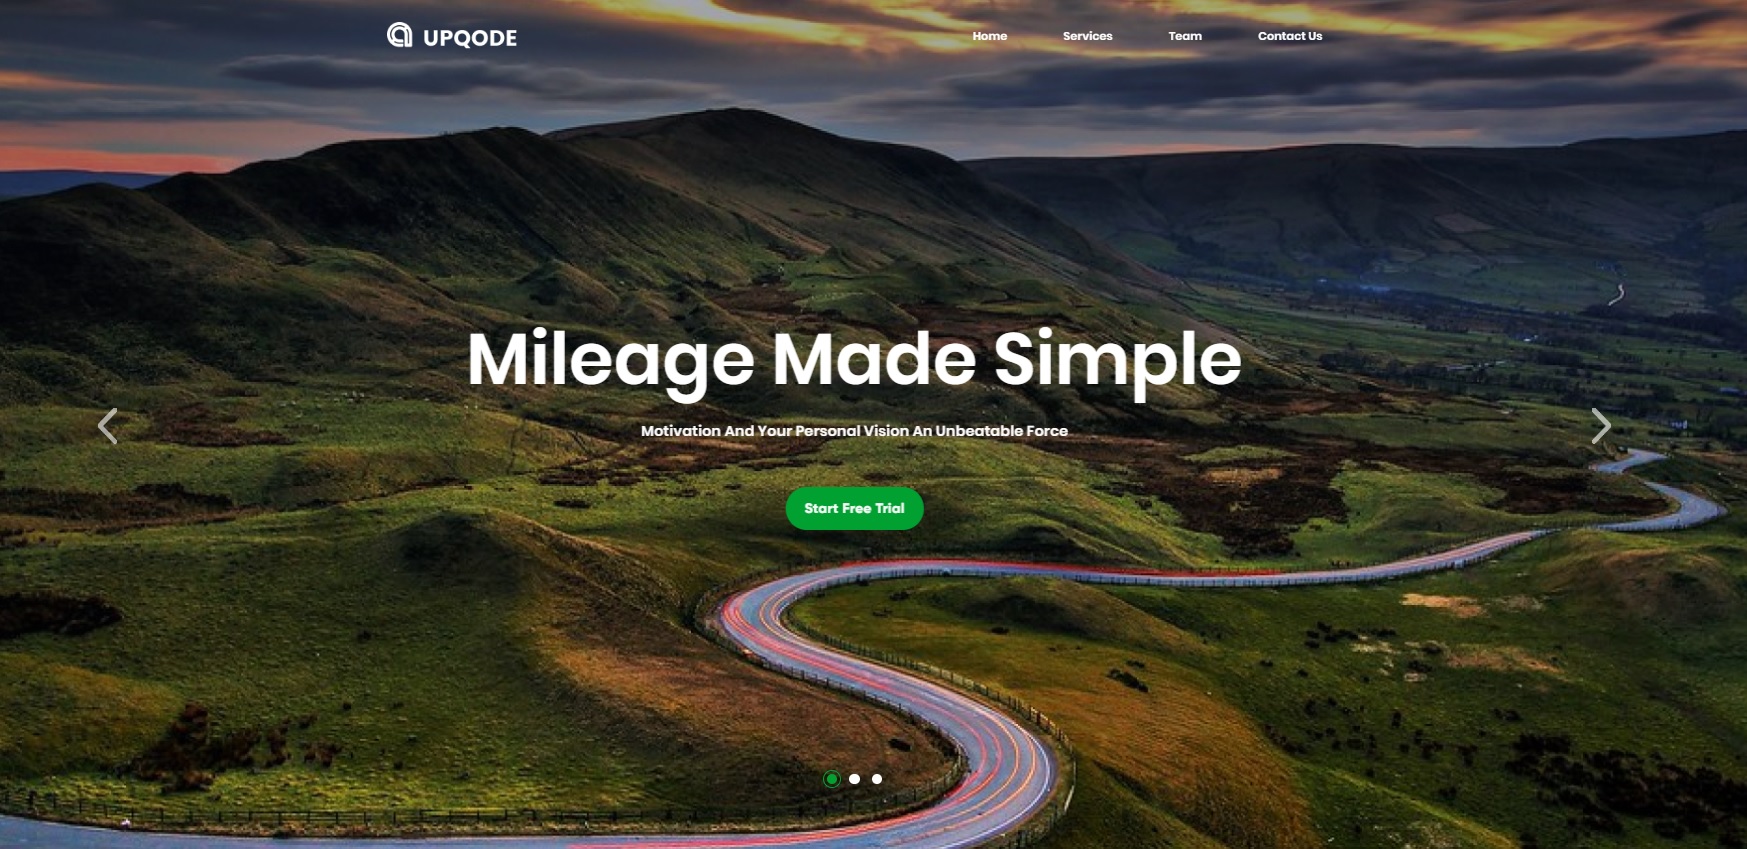 UPQODE
Home Services Team Contact Us
Mileage Made Simple
Motivation And Your Personal Vision An Unbeatable Force
Start Free Trial